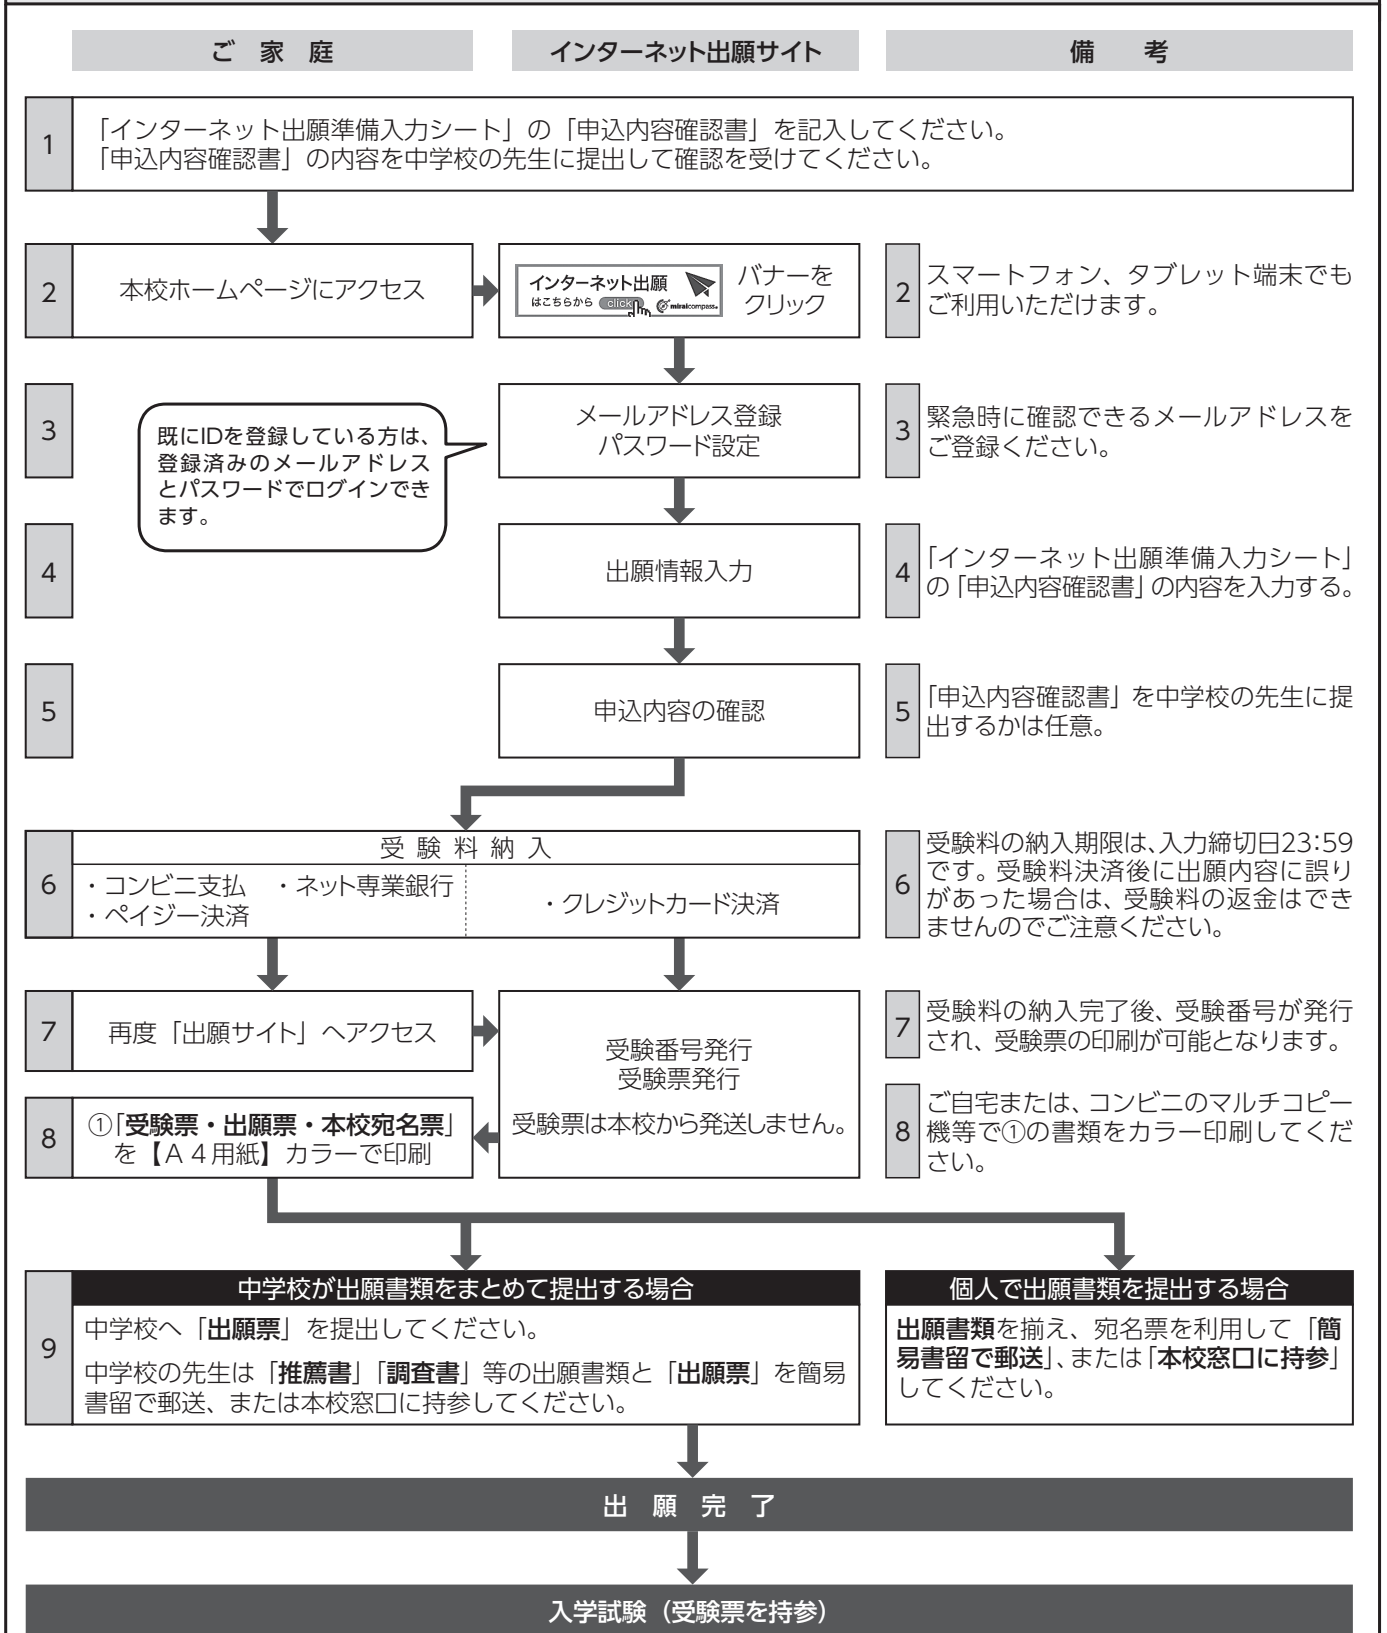 ご 家 庭
インターネット出願サイト
備 考
1
「インターネット出願準備入力シート」の「申込内容確認書」を記入してください。
「申込内容確認書」の内容を中学校の先生に提出して確認を受けてください。
2
本校ホームページにアクセス
インターネット出願
はこちらから click miraicompass
バナーを
クリック
2
スマートフォン、タブレット端末でも
ご利用いただけます。
3
既にIDを登録している方は、
登録済みのメールアドレス
とパスワードでログインでき
ます。
メールアドレス登録
パスワード設定
3
緊急時に確認できるメールアドレスを
ご登録ください。
4
出願情報入力
4
「インターネット出願準備入力シート」
の「申込内容確認書」の内容を入力する。
5
申込内容の確認
5
「申込内容確認書」を中学校の先生に提
出するかは任意。
6
受 験 料 納 入
・コンビニ支払 ・ネット専業銀行
・ペイジー決済
・クレジットカード決済
6
受験料の納入期限は、入力締切日23:59
です。受験料決済後に出願内容に誤り
があった場合は、受験料の返金はでき
ませんのでご注意ください。
7
再度「出願サイト」へアクセス
受験番号発行
受験票発行
受験票は本校から発送しません。
7
受験料の納入完了後、受験番号が発行
され、受験票の印刷が可能となります。
8
①「受験票・出願票・本校宛名票」
を【A4用紙】カラーで印刷
8
ご自宅または、コンビニのマルチコピー
機等で①の書類をカラー印刷してくだ
さい。
9
中学校が出願書類をまとめて提出する場合
中学校へ「出願票」を提出してください。
中学校の先生は「推薦書」「調査書」等の出願書類と「出願票」を簡易
書留で郵送、または本校窓口に持参してください。
個人で出願書類を提出する場合
出願書類を揃え、宛名票を利用して「簡
易書留で郵送」、または「本校窓口に持参」
してください。
出 願 完 了
入学試験（受験票を持参）